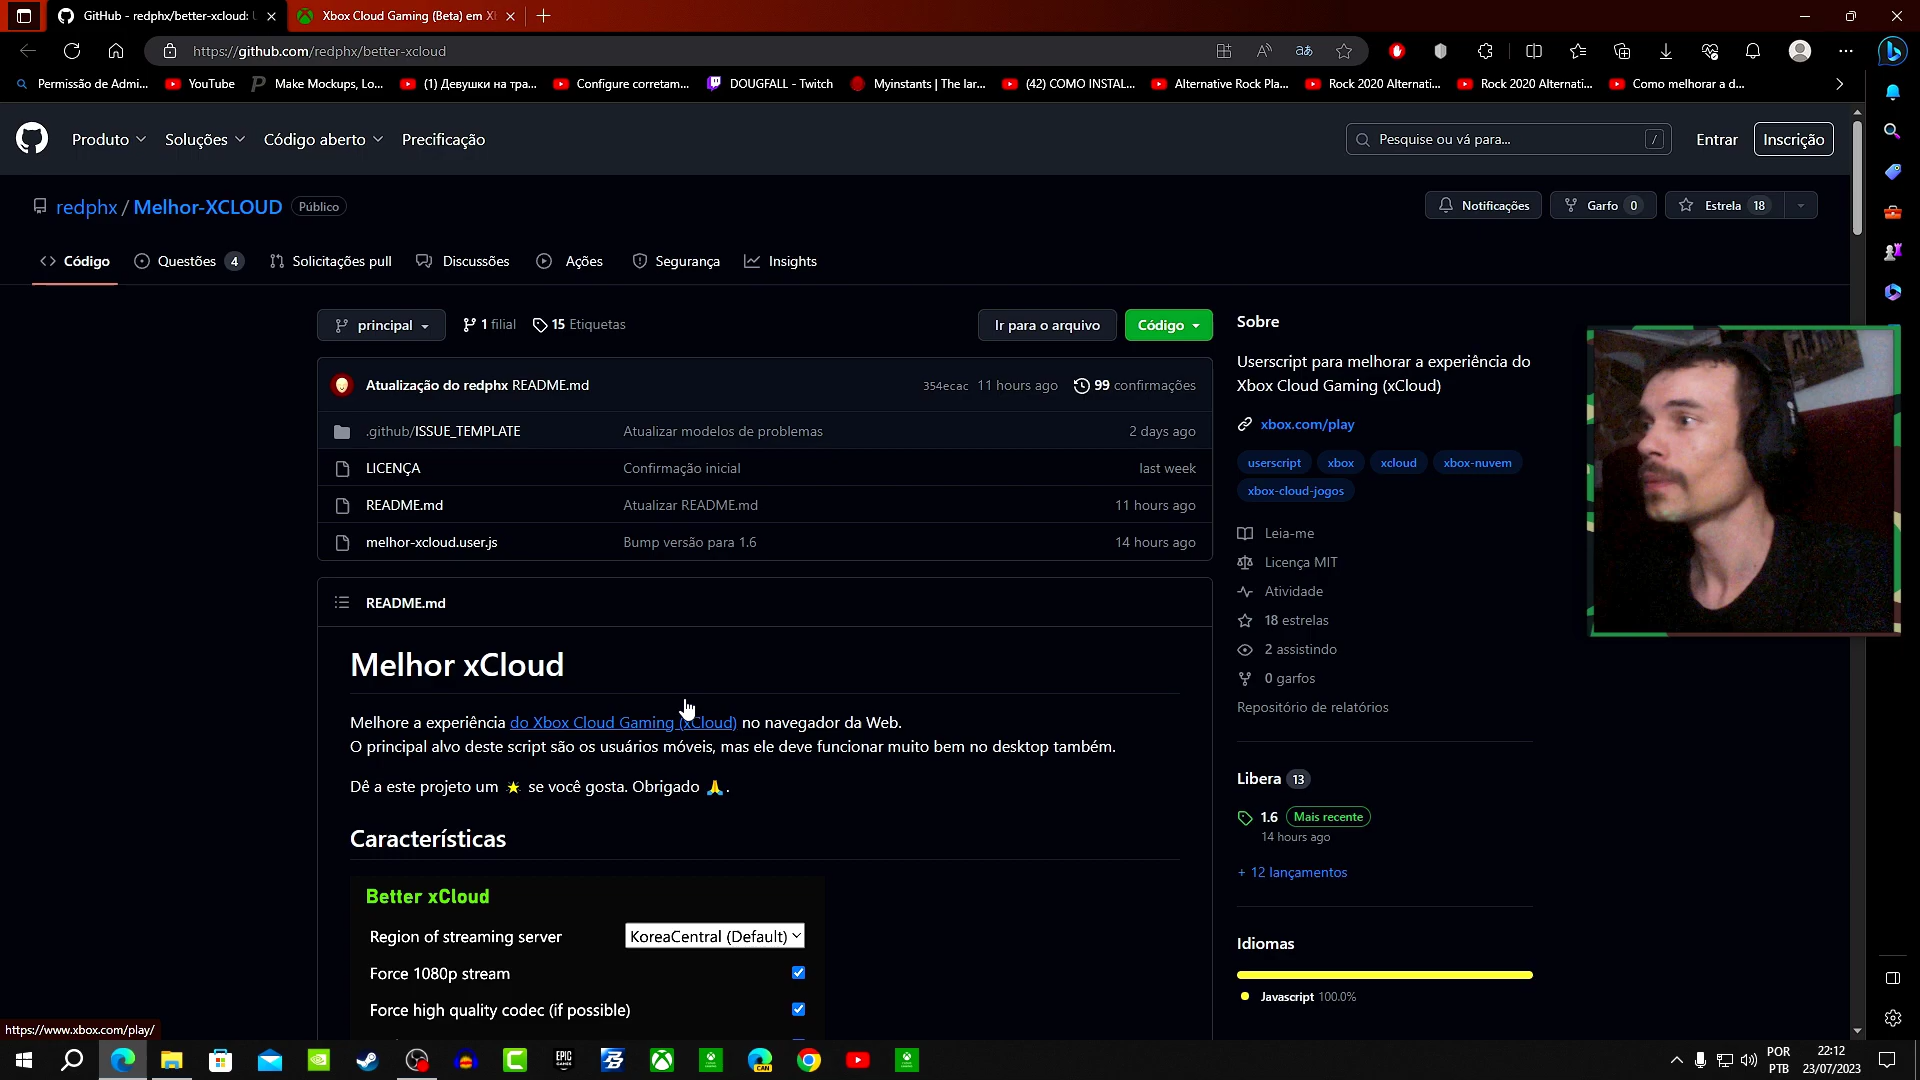 GitHub - redphx/better-xcloud:
Xbox Cloud Gaming (Beta) em X
https://github.com/redphx/better-xcloud
Permissão de Admi...
YouTube
Make Mockups, Lo...
(1) Девушки на тра...
Configure corretam...
DOUGFALL - Twitch
Myinstants | The lar...
(42) COMO INSTAL...
Alternative Rock Pla...
Rock 2020 Alternati...
Rock 2020 Alternati...
Como melhorar a d...
Produto
Soluções
Código aberto
Precificação
Pesquise ou vá para...
/
Entrar
Inscrição
redphx / Melhor-XCLOUD
Público
Notificações
Garfo 0
Estrela 18
Código
Questões 4
Solicitações pull
Discussões
Ações
Segurança
Insights
principal
1 filial
15 Etiquetas
Ir para o arquivo
Código
Atualização do redphx README.md
354ecac 11 hours ago
99 confirmações
.github/ISSUE_TEMPLATE
Atualizar modelos de problemas
2 days ago
LICENÇA
Confirmação inicial
last week
README.md
Atualizar README.md
11 hours ago
melhor-xcloud.user.js
Bump versão para 1.6
14 hours ago
README.md
Melhor xCloud
Melhore a experiência do Xbox Cloud Gaming (xCloud) no navegador da Web.
O principal alvo deste script são os usuários móveis, mas ele deve funcionar muito bem no desktop também.
Dê a este projeto um ⭐ se você gosta. Obrigado 🙏.
Características
Better xCloud
Region of streaming server
KoreaCentral (Default)
Force 1080p stream
Force high quality codec (if possible)
Sobre
Userscript para melhorar a experiência do
Xbox Cloud Gaming (xCloud)
xbox.com/play
userscript
xbox
xcloud
xbox-nuvem
xbox-cloud-jogos
Leia-me
Licença MIT
Atividade
18 estrelas
2 assistindo
0 garfos
Repositório de relatórios
Libera 13
1.6
Mais recente
14 hours ago
+ 12 lançamentos
Idiomas
Javascript 100.0%
https://www.xbox.com/play/
EPIC
GAMES
CAN
POR
PTB
22:12
23/07/2023